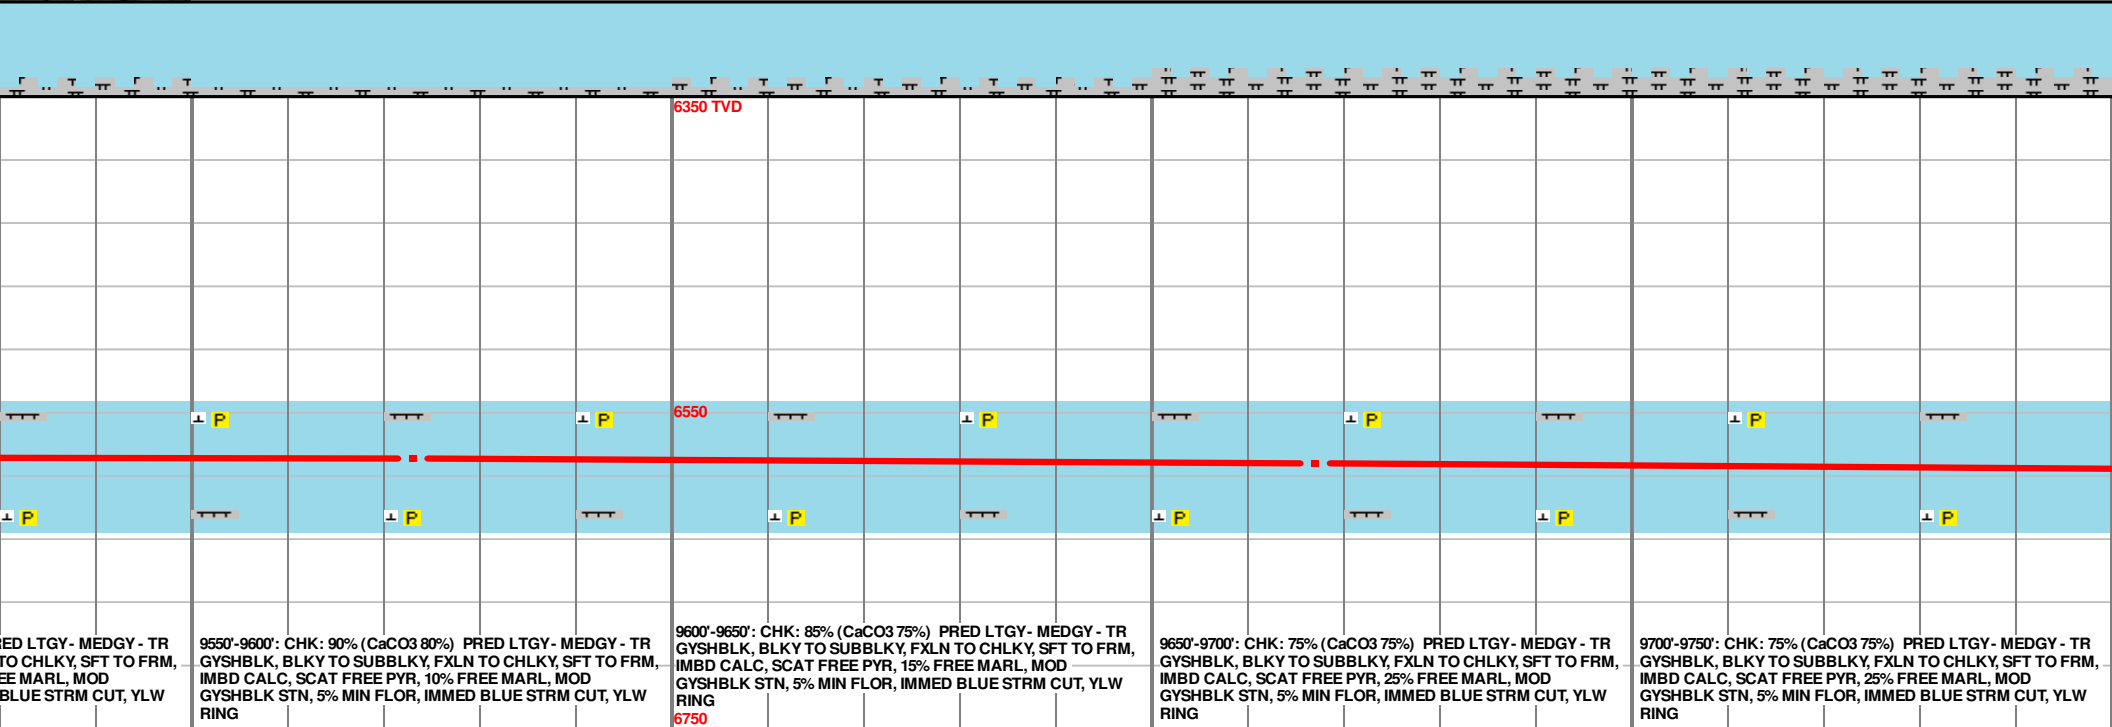 6350 TVD
P
P
P
P
P
6550
P
P
P
P
P
P
RED LTGY- MEDGY - TR
TO CHLKY, SFT TO FRM,
EE MARL, MOD
BLUE STRM CUT, YLW
9550'-9600': CHK: 90% (CaCO3 80%) PRED LTGY- MEDGY - TR
GYSHBLK, BLKY TO SUBBLKY, FXLN TO CHLKY, SFT TO FRM,
IMBD CALC, SCAT FREE PYR, 10% FREE MARL, MOD
GYSHBLK STN, 5% MIN FLOR, IMMED BLUE STRM CUT, YLW
RING
9600'-9650': CHK: 85% (CaCO3 75%) PRED LTGY- MEDGY - TR
GYSHBLK, BLKY TO SUBBLKY, FXLN TO CHLKY, SFT TO FRM,
IMBD CALC, SCAT FREE PYR, 15% FREE MARL, MOD
GYSHBLK STN, 5% MIN FLOR, IMMED BLUE STRM CUT, YLW
RING
6750
9650'-9700': CHK: 75% (CaCO3 75%) PRED LTGY- MEDGY - TR
GYSHBLK, BLKY TO SUBBLKY, FXLN TO CHLKY, SFT TO FRM,
IMBD CALC, SCAT FREE PYR, 25% FREE MARL, MOD
GYSHBLK STN, 5% MIN FLOR, IMMED BLUE STRM CUT, YLW
RING
9700'-9750': CHK: 75% (CaCO3 75%) PRED LTGY- MEDGY - TR
GYSHBLK, BLKY TO SUBBLKY, FXLN TO CHLKY, SFT TO FRM,
IMBD CALC, SCAT FREE PYR, 25% FREE MARL, MOD
GYSHBLK STN, 5% MIN FLOR, IMMED BLUE STRM CUT, YLW
RING